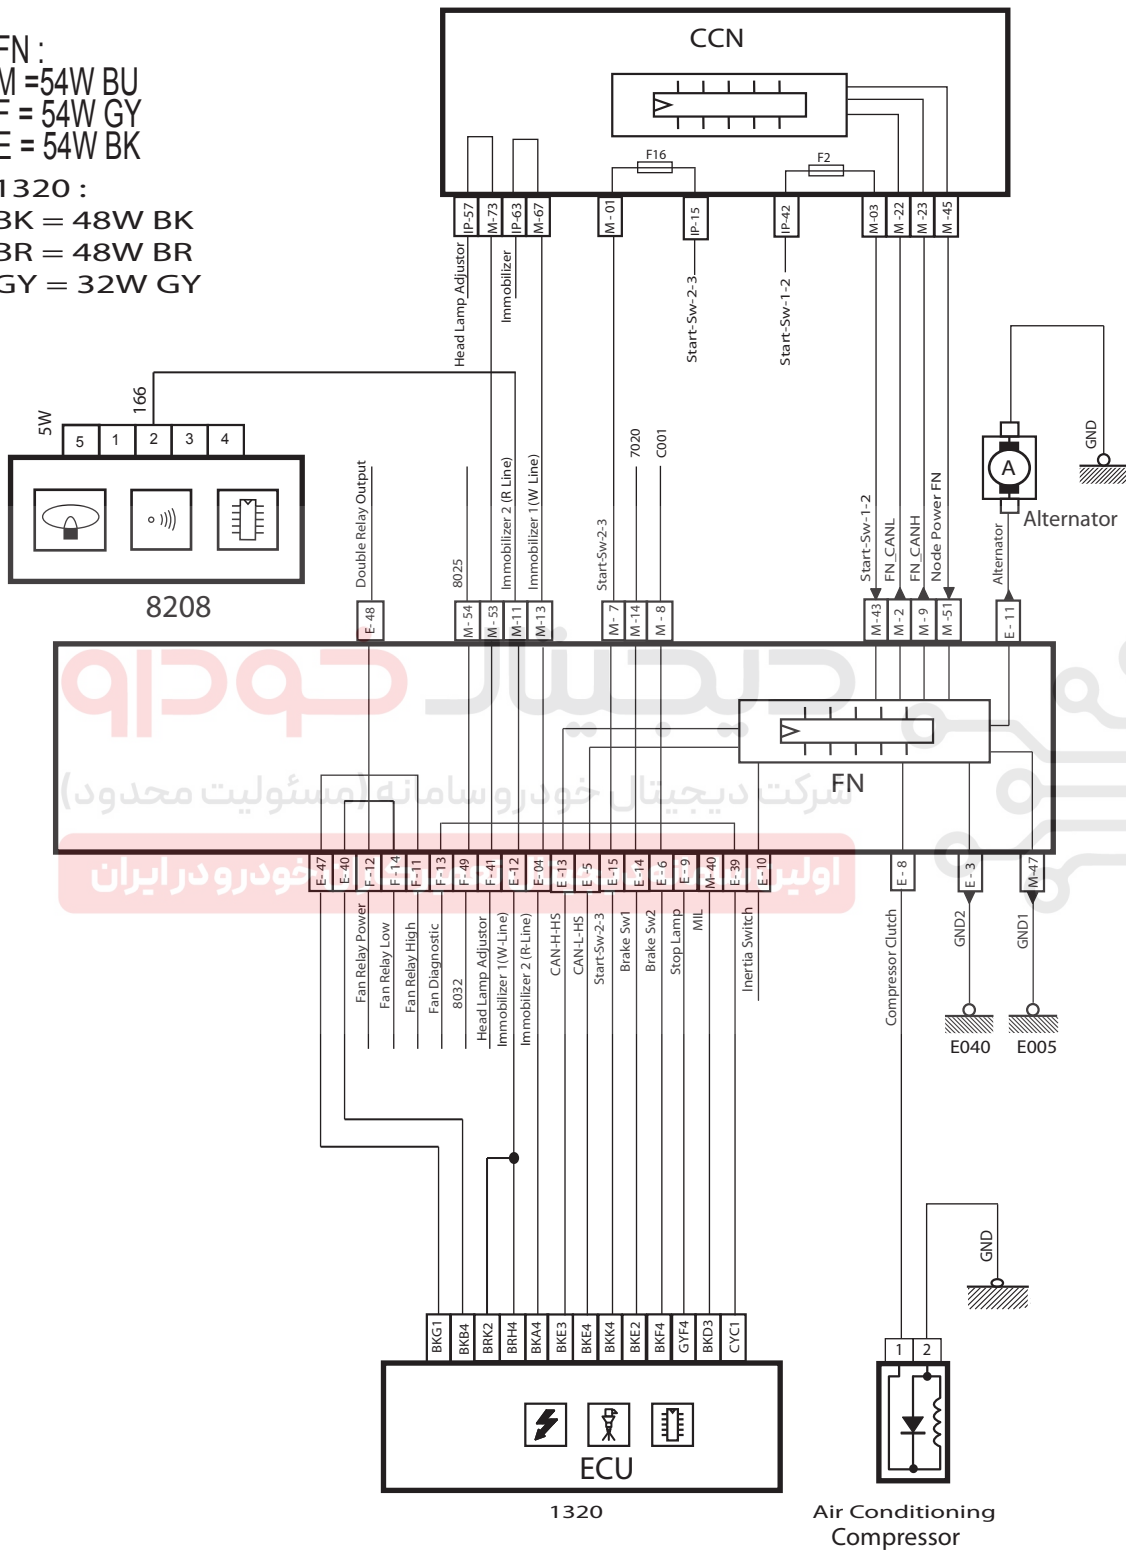 CCN
FN :
M =54W BU
F = 54W GY
E = 54W BK
1320 :
BK = 48W BK
BR = 48W BR
GY = 32W GY
F16
F2
IP-57
M-73
IP-63
M-67
M - 01
IP-15
IP-42
M-03
M -22
M -23
M -45
Head Lamp Adjustor
Immobilizer
Start-Sw-2-3
Start-Sw-1-2
5W
166
5
1
2
3
4
8208
Double Relay Output
8025
Immobilizer 2 (R Line)
Immobilizer 1(W Line)
Start-Sw-2-3
7020
C001
Start-Sw-1-2
FN_CANL
FN_CANH
Node Power FN
Alternator
A
GND
Alternator
E- 48
M - 54
M - 53
M -11
M -13
M - 7
M -14
M - 8
M -43
M - 2
M - 9
M -51
E - 11
دیجیتال خودرو
شرکت دیجیتال خودرو سامانه (مسئولیت محدود)
FN
اولین
خودرو در ایران
E-47
E-40
F-12
F-14
F-11
F-13
F-49
F-41
E-12
E-04
E -13
E -5
E-15
E-14
E - 6
E - 9
M-40
E -39
E -10
E - 8
E - 3
M-47
Fan Relay Power
Fan Relay Low
Fan Relay High
Fan Diagnostic
8032
Head Lamp Adjustor
Immobilizer 1(W-Line)
Immobilizer 2 (R-Line)
CAN-H-HS
CAN-L-HS
Start-Sw-2-3
Brake Sw1
Brake Sw2
Stop Lamp
MIL
Inertia Switch
Compressor Clutch
GND2
GND1
E040
E005
GND
BKG1
BKB4
BRK2
BRH4
BKA4
BKE3
BKE4
BKK4
BKE2
BKF4
GYF4
BKD3
CYC1
1
2
ECU
1320
Air Conditioning
Compressor